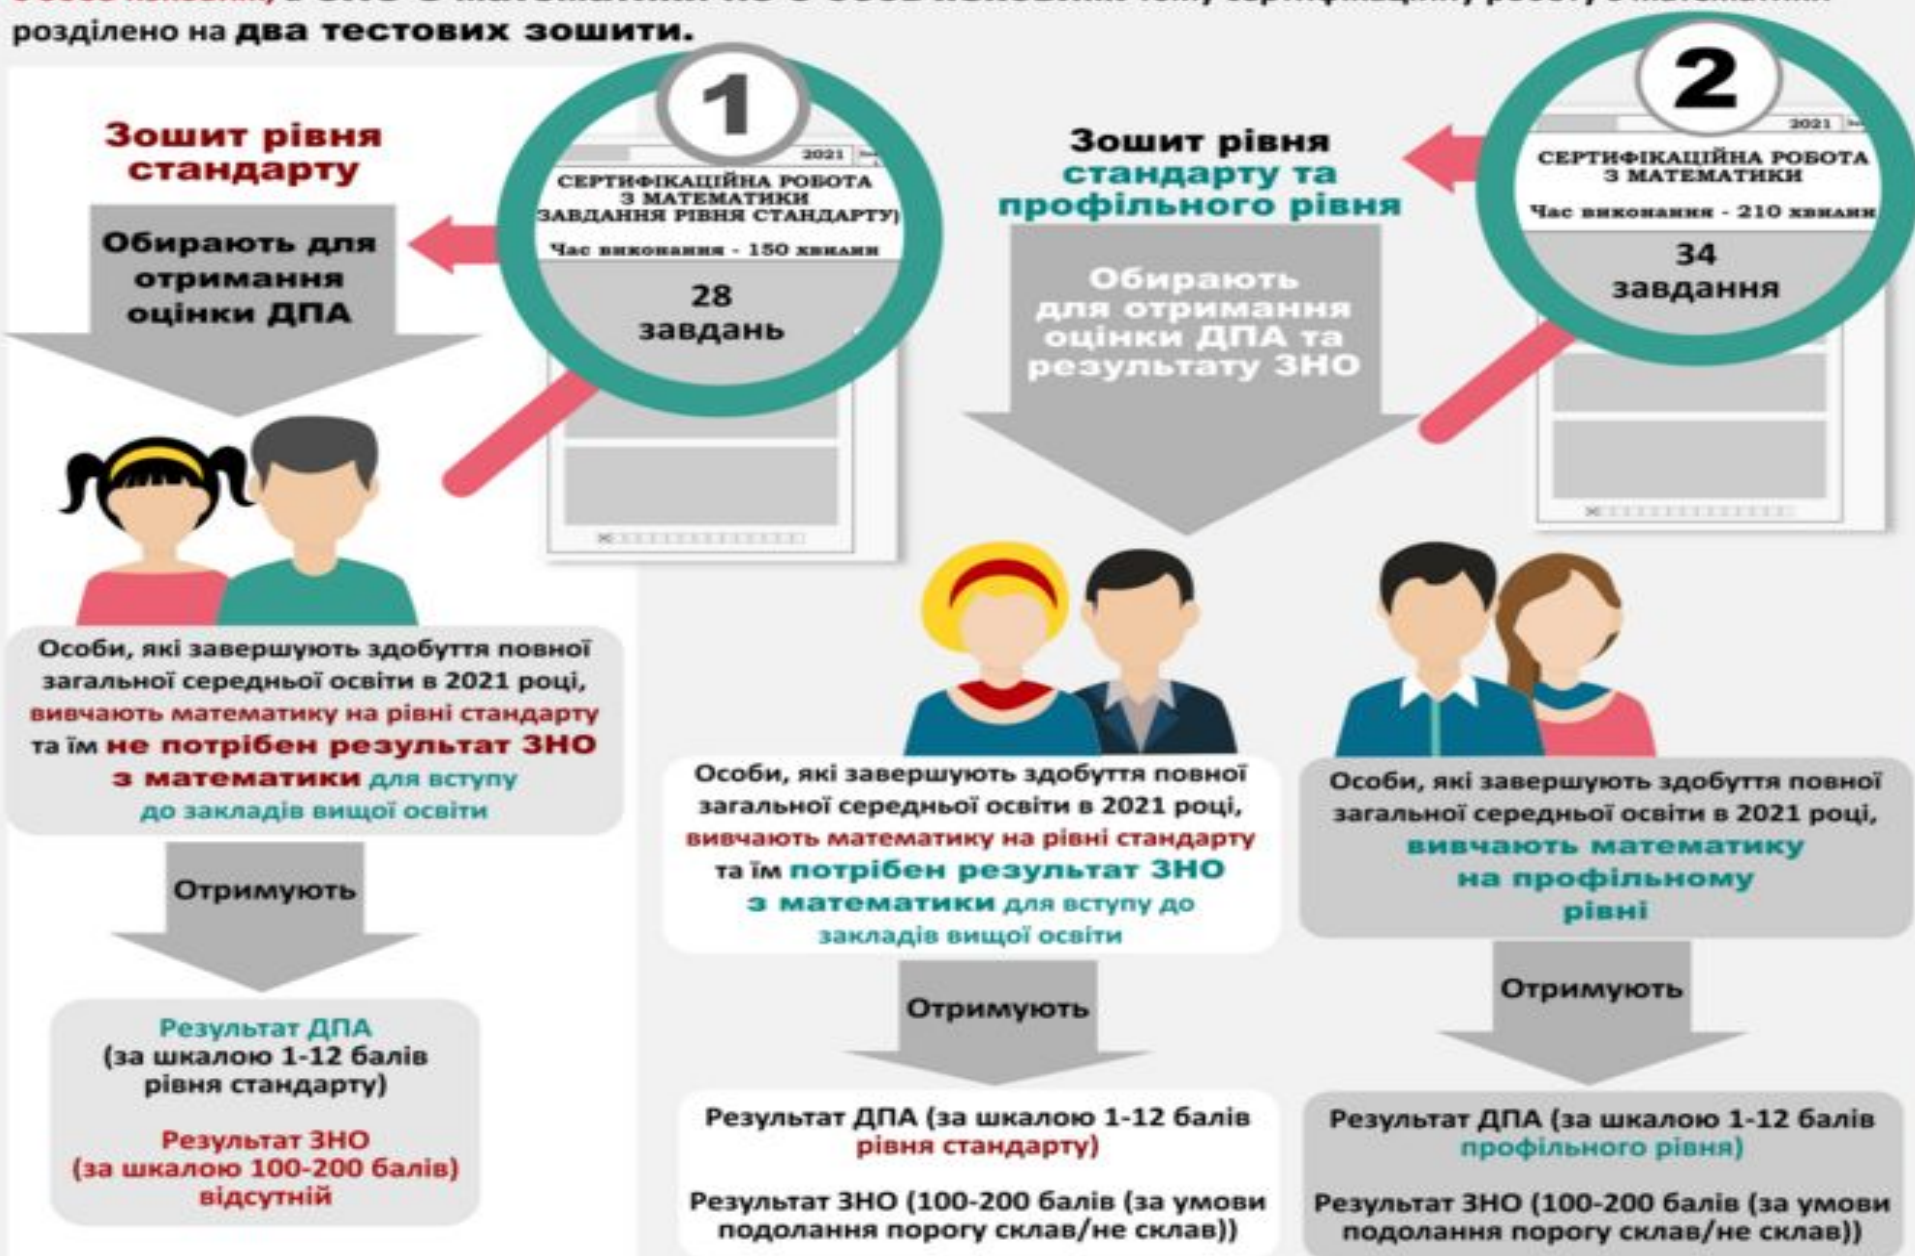 розділено на два тестових зошити.
1
Зошит рівня
стандарту
2021
СЕРТИФІКАЦІЙНА РОБОТА
З МАТЕМАТИКИ
ЗАВДАННЯ РІВНЯ СТАНДАРТУ)
Час виконання - 150 хвилин
28
завдань
Обирають для
отримання
оцінки ДПА
Особи, які завершують здобуття повної
загальної середньої освіти в 2021 році,
вивчають математику на рівні стандарту
та їм не потрібен результат ЗНО
з математики для вступу
до закладів вищої освіти
Отримують
Результат ДПА
(за шкалою 1-12 балів
рівня стандарту)
Результат ЗНО
(за шкалою 100-200 балів)
відсутній
2
Зошит рівня
стандарту та
профільного рівня
2021
СЕРТИФІКАЦІЙНА РОБОТА
З МАТЕМАТИКИ
Час виконання - 210 хвилин
34
завдання
Обирають
для отримання
оцінки ДПА та
результату ЗНО
Особи, які завершують здобуття повної
загальної середньої освіти в 2021 році,
вивчають математику на рівні стандарту
та їм потрібен результат ЗНО
з математики для вступу до
закладів вищої освіти
Отримують
Результат ДПА (за шкалою 1-12 балів
рівня стандарту)
Результат ЗНО (100-200 балів (за умови
подолання порогу склав/не склав))
Особи, які завершують здобуття повної
загальної середньої освіти в 2021 році,
вивчають математику
на профільному
рівні
Отримують
Результат ДПА (за шкалою 1-12 балів
профільного рівня)
Результат ЗНО (100-200 балів (за умови
подолання порогу склав/не склав))